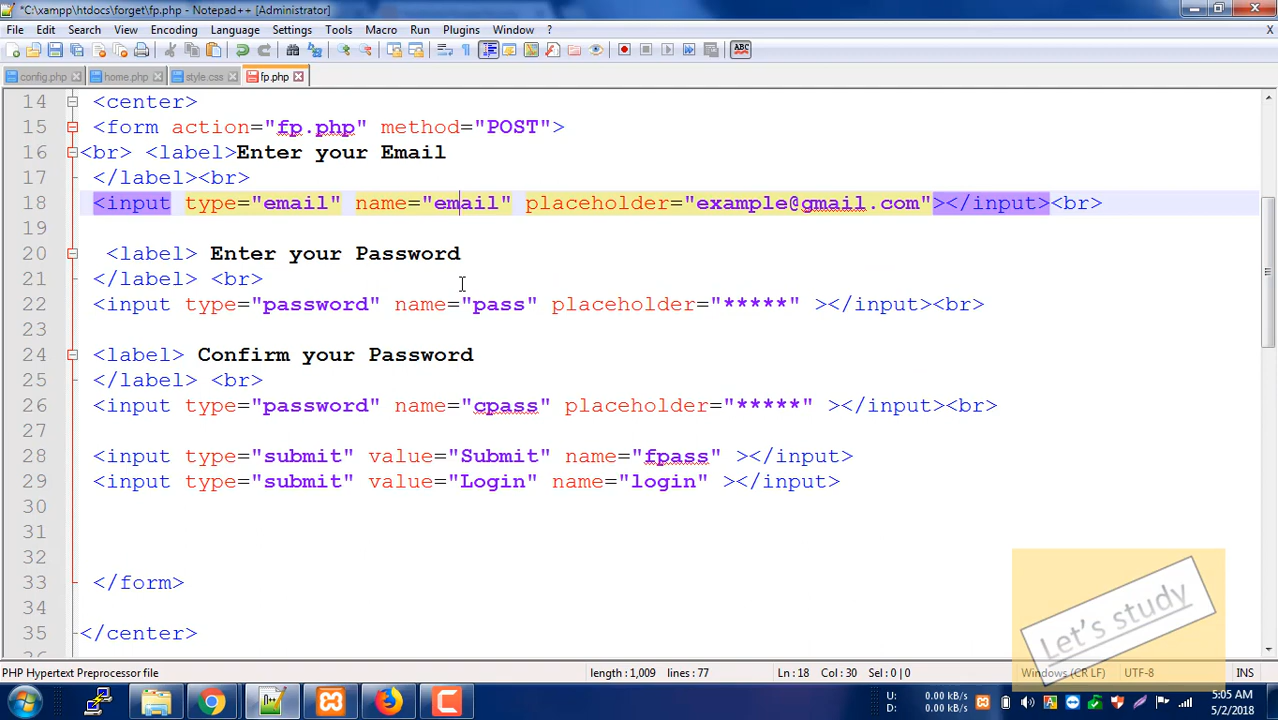 *C:\xampp\htdocs\forget\fp.php - Notepad++ [Administrator]
File Edit Search View Encoding Language Settings Tools Macro Run Plugins Window ? X
config.php home.php style.css fp.php
14 <center>
15 <form action="fp.php" method="POST">
16 <br> <label>Enter your Email
17 </label><br>
18 <input type="email" name="email" placeholder="example@gmail.com"></input><br>
19
20 <label> Enter your Password
21 </label> <br>
22 <input type="password" name="pass" placeholder="*****" ></input><br>
23
24 <label> Confirm your Password
25 </label> <br>
26 <input type="password" name="cpass" placeholder="*****" ></input><br>
27
28 <input type="submit" value="Submit" name="fpass" ></input>
29 <input type="submit" value="Login" name="login" ></input>
30
31
32
33 </form>
34
35 </center>
Let's study
PHP Hypertext Preprocessor file length : 1,009 lines : 77 Ln : 18 Col : 30 Sel : 0 | 0 Windows (CR LF) UTF-8 INS
U: 0.00 kB/s
D: 0.00 kB/s
5:05 AM
5/2/2018